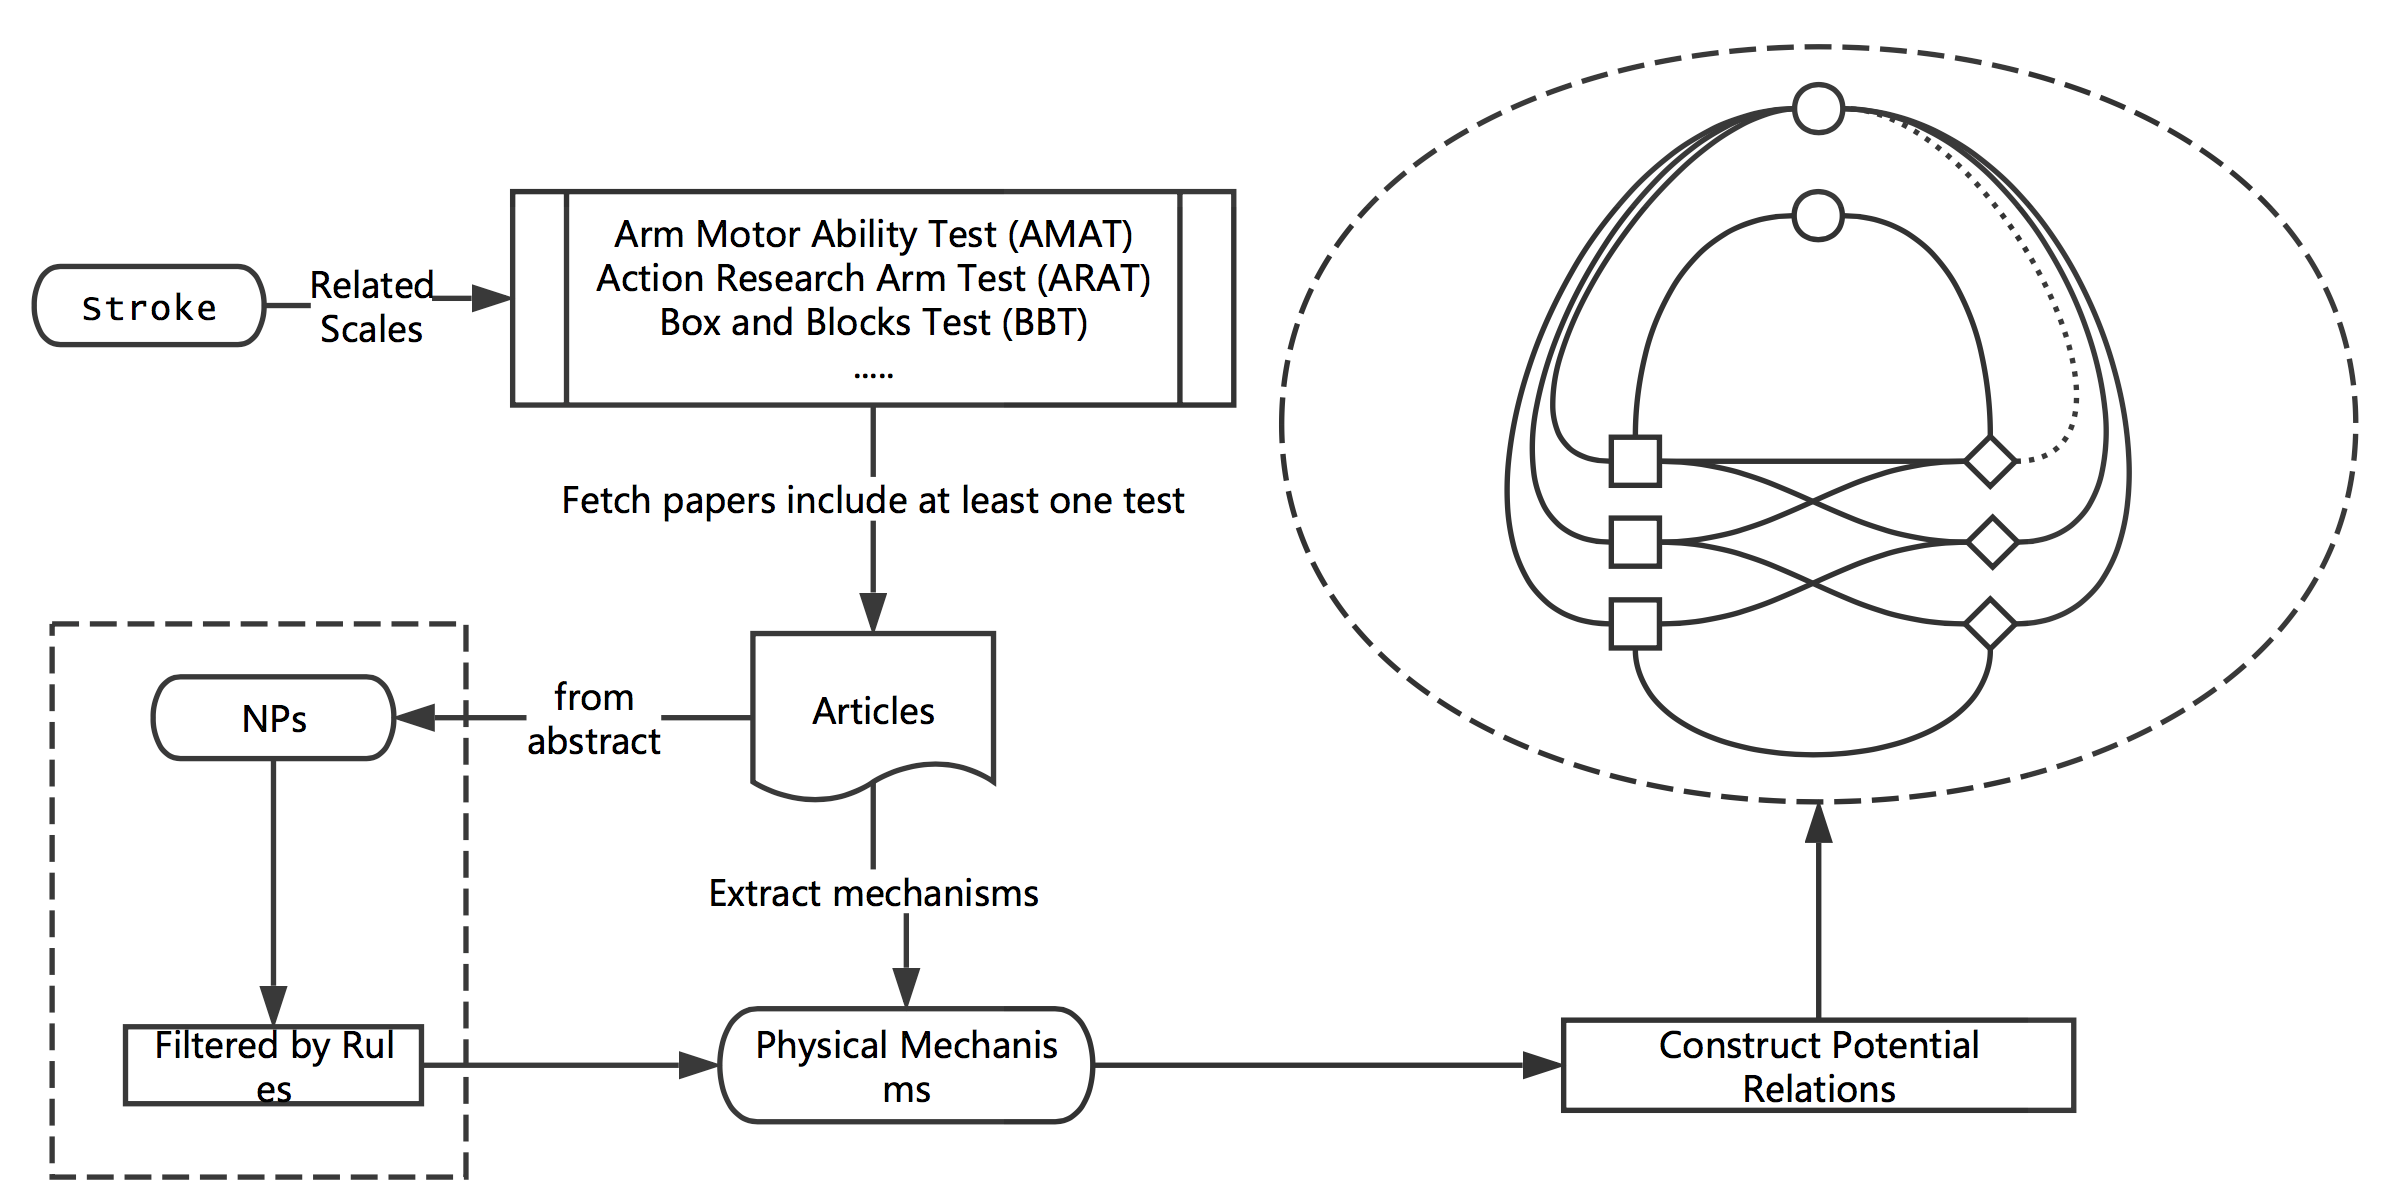 Arm Motor Ability Test (AMAT)
Action Research Arm Test (ARAT)
Box and Blocks Test (BBT)
.....
Stroke
Related
Scales
Fetch papers include at least one test
Articles
from
abstract
NPs
Extract mechanisms
Filtered by Rul
es
Physical Mechanis
ms
Construct Potential
Relations